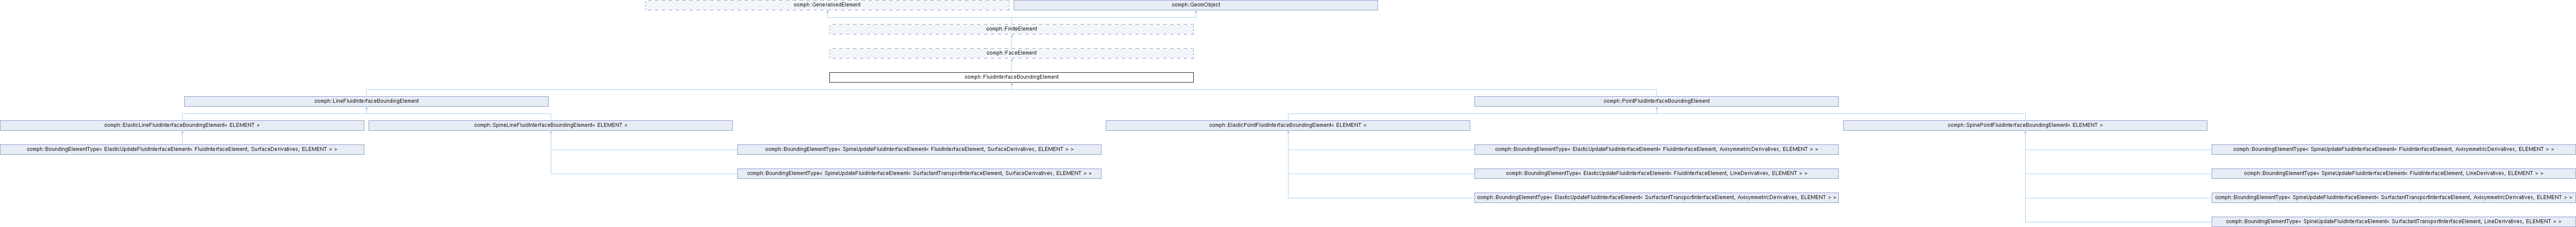 oomph::GeneralisedElement
oomph::GeomObject
oomph::FiniteElement
oomph::FaceElement
oomph::FluidInterfaceBoundingElement
oomph::LineFluidInterfaceBoundingElement
oomph::PointFluidInterfaceBoundingElement
oomph::ElasticLineFluidInterfaceBoundingElement< ELEMENT >
oomph::SpineLineFluidInterfaceBoundingElement< ELEMENT >
oomph::ElasticPointFluidInterfaceBoundingElement< ELEMENT >
oomph::SpinePointFluidInterfaceBoundingElement< ELEMENT >
oomph::BoundingElementType< ElasticUpdateFluidInterfaceElement< FluidInterfaceElement, SurfaceDerivatives, ELEMENT > >
oomph::BoundingElementType< SpineUpdateFluidInterfaceElement< FluidInterfaceElement, SurfaceDerivatives, ELEMENT > >
oomph::BoundingElementType< ElasticUpdateFluidInterfaceElement< FluidInterfaceElement, AxisymmetricDerivatives, ELEMENT > >
oomph::BoundingElementType< SpineUpdateFluidInterfaceElement< FluidInterfaceElement, AxisymmetricDerivatives, ELEMENT > >
oomph::BoundingElementType< SpineUpdateFluidInterfaceElement< SurfactantTransportInterfaceElement, SurfaceDerivatives, ELEMENT > >
oomph::BoundingElementType< ElasticUpdateFluidInterfaceElement< FluidInterfaceElement, LineDerivatives, ELEMENT > >
oomph::BoundingElementType< SpineUpdateFluidInterfaceElement< FluidInterfaceElement, LineDerivatives, ELEMENT > >
oomph::BoundingElementType< ElasticUpdateFluidInterfaceElement< SurfactantTransportInterfaceElement, AxisymmetricDerivatives, ELEMENT > >
oomph::BoundingElementType< SpineUpdateFluidInterfaceElement< SurfactantTransportInterfaceElement, AxisymmetricDerivatives, ELEMENT > >
oomph::BoundingElementType< SpineUpdateFluidInterfaceElement< SurfactantTransportInterfaceElement, LineDerivatives, ELEMENT > >